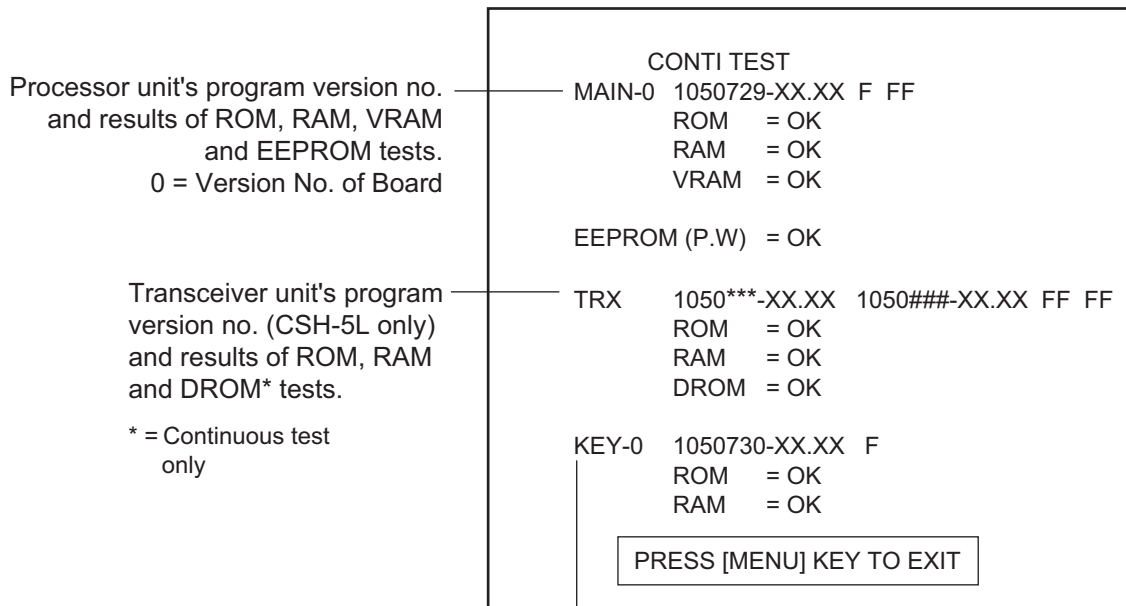 Processor unit's program version no.
and results of ROM, RAM, VRAM
and EEPROM tests.
0 = Version No. of Board
Transceiver unit's program
version no. (CSH-5L only)
and results of ROM, RAM
and DROM* tests.
* = Continuous test
only
CONTI TEST
MAIN-0 1050729-XX.XX F FF
ROM = OK
RAM = OK
VRAM = OK
EEPROM (P.W) = OK
TRX 1050***-XX.XX 1050###-XX.XX FF FF
ROM = OK
RAM = OK
DROM = OK
KEY-0 1050730-XX.XX F
ROM = OK
RAM = OK
PRESS [MENU] KEY TO EXIT